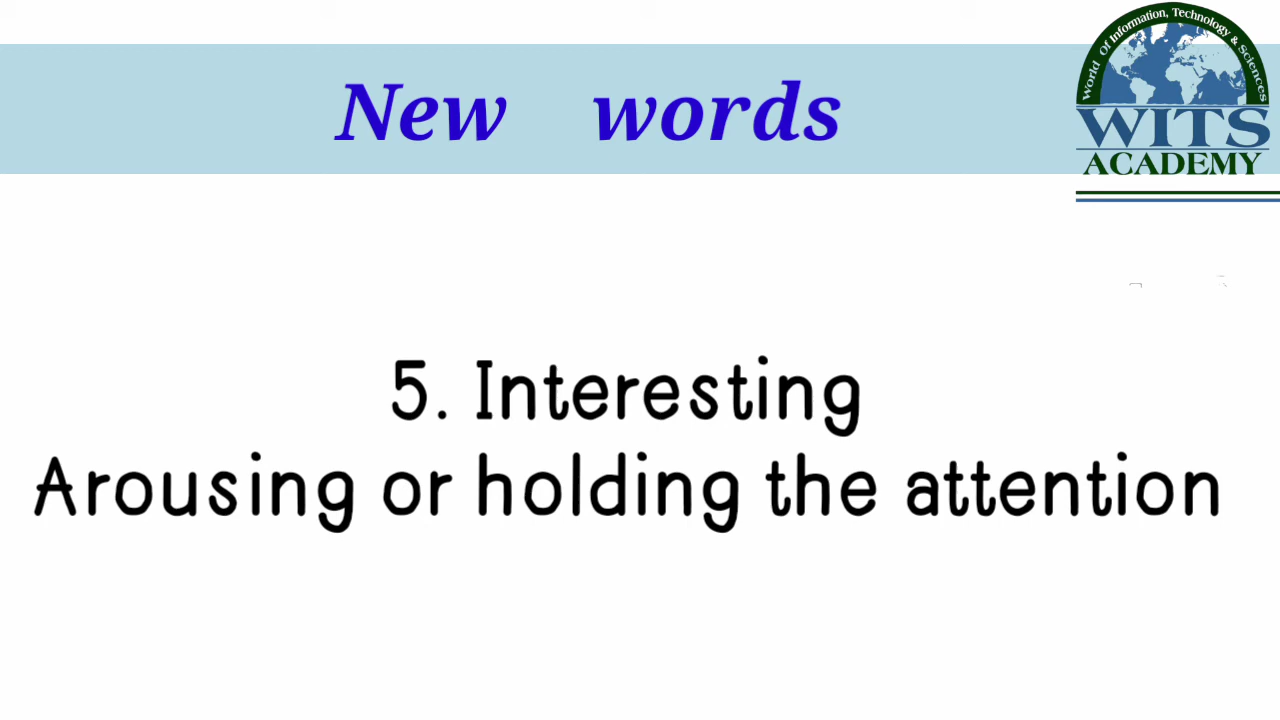 World Of Information, Technology & Sciences
New words
WITS
ACADEMY
5. Interesting
Arousing or holding the attention